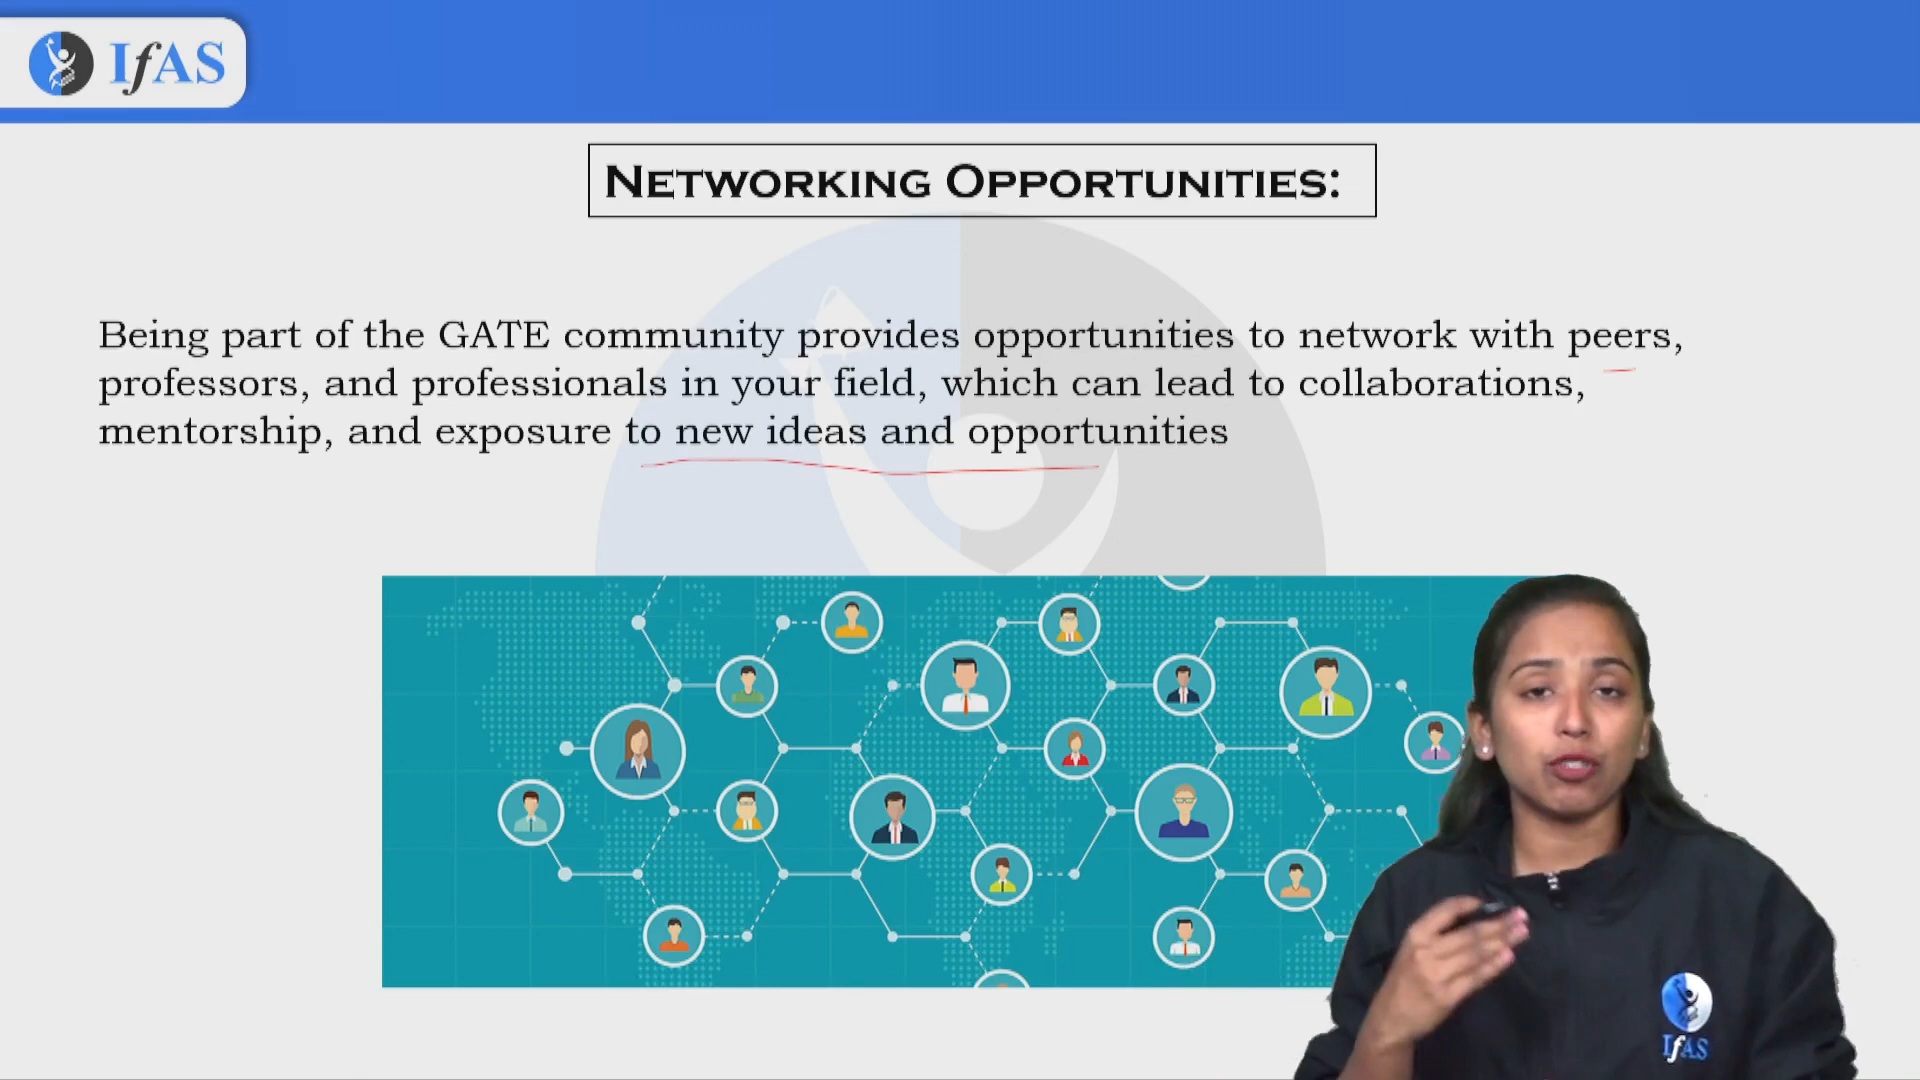 IfAS
NETWORKING OPPORTUNITIES:
Being part of the GATE community provides opportunities to network with peers,
professors, and professionals in your field, which can lead to collaborations,
mentorship, and exposure to new ideas and opportunities
IfAS